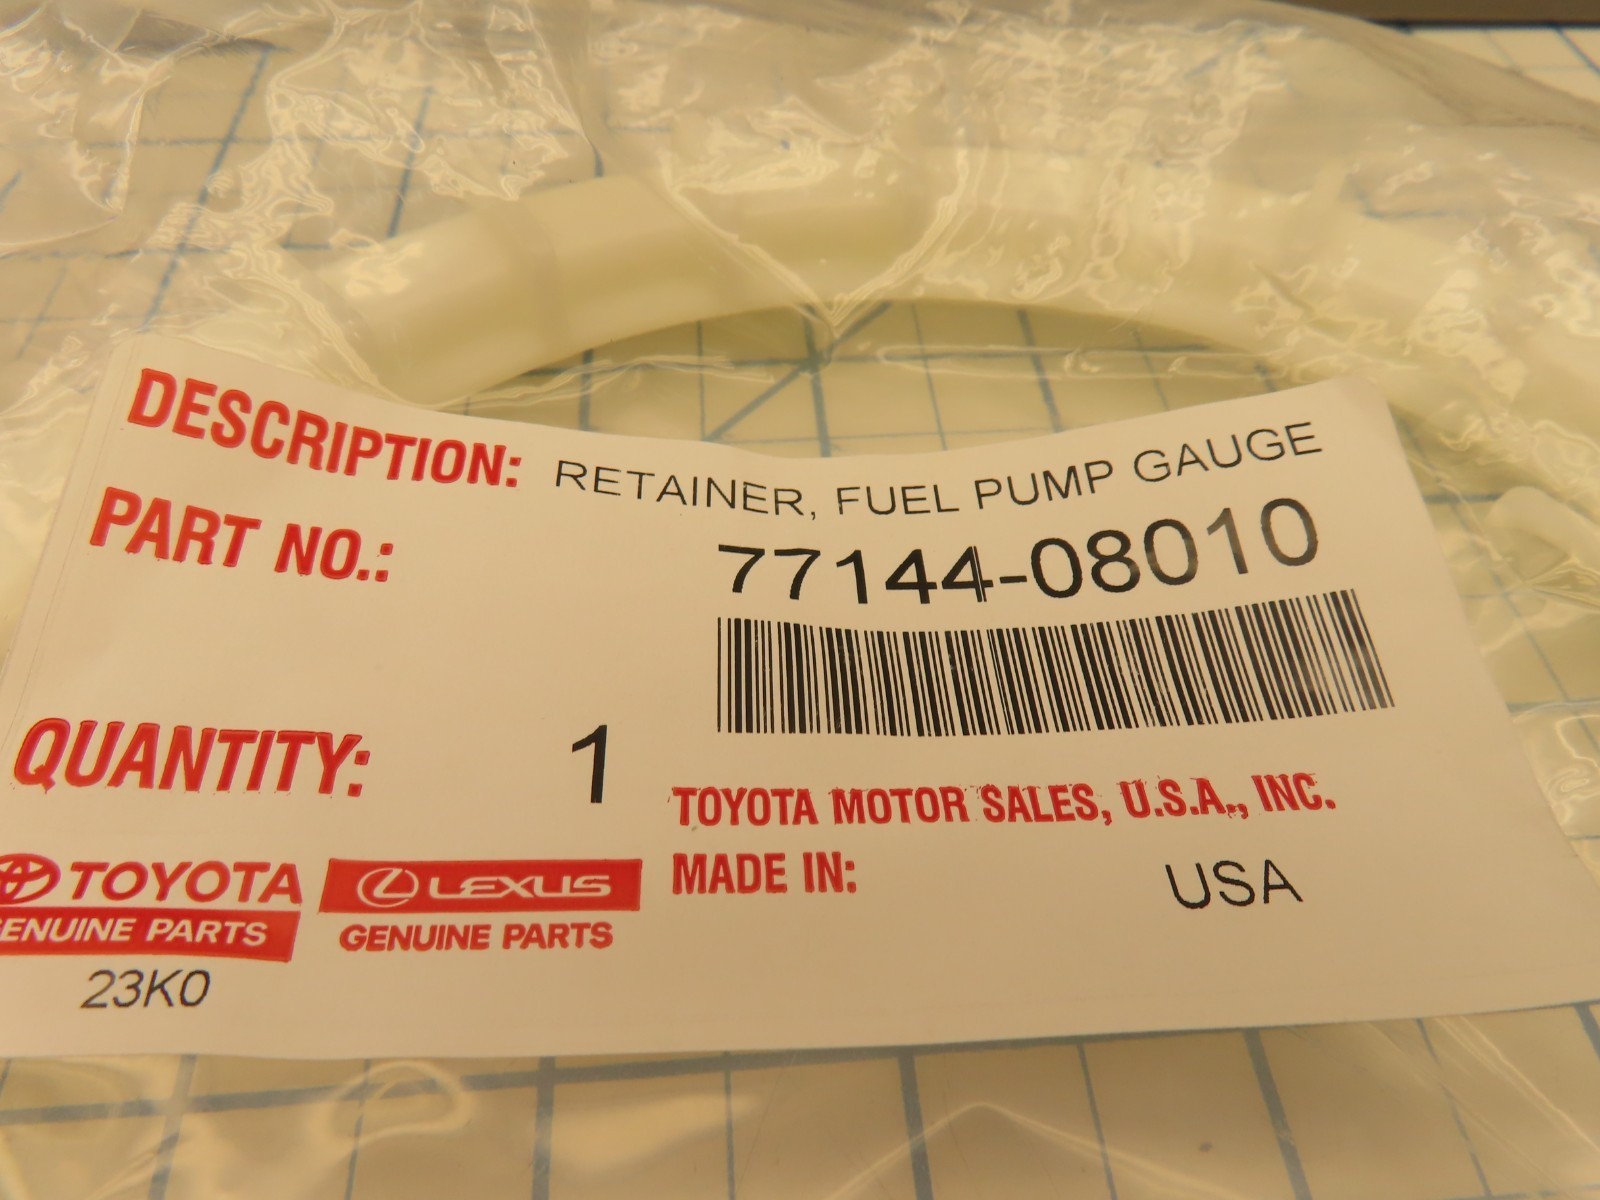 DESCRIPTION: RETAINER, FUEL PUMP GAUGE
PART NO.: 77144-08010
QUANTITY: 1
TOYOTA MOTOR SALES, U.S.A., INC.
MADE IN: USA
TOYOTA
GENUINE PARTS
LEXUS
GENUINE PARTS
23K0